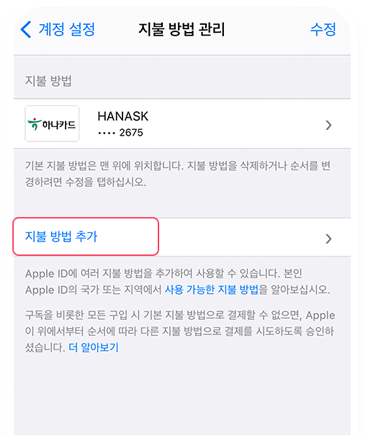 계정 설정 지불 방법 관리 수정
지불 방법
하나카드 HANASK
•••• 2675
기본 지불 방법은 맨 위에 위치합니다. 지불 방법을 삭제하거나 순서를 변
경하려면 수정을 탭하십시오.
지불 방법 추가
Apple ID에 여러 지불 방법을 추가하여 사용할 수 있습니다. 본인
Apple ID의 국가 또는 지역에서 사용 가능한 지불 방법을 알아보십시오.
구독을 비롯한 모든 구입 시 기본 지불 방법으로 결제할 수 없으면, Apple
이 위에서부터 순서에 따라 다른 지불 방법으로 결제를 시도하도록 승인하
셨습니다. 더 알아보기